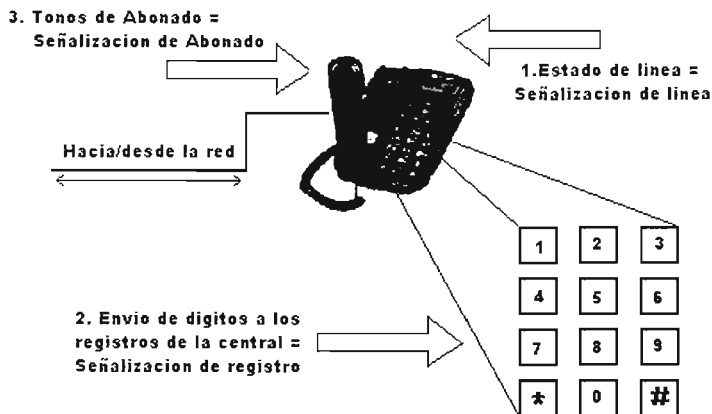 3. Tonos de Abonado =
Señalizacion de Abonado
1.Estado de linea =
Señalizacion de linea
Hacia/desde la red
1 2 3
4 5 6
7 8 9
* 0 #
2. Envio de digitos a los
registros de la central =
Señalizacion de registro